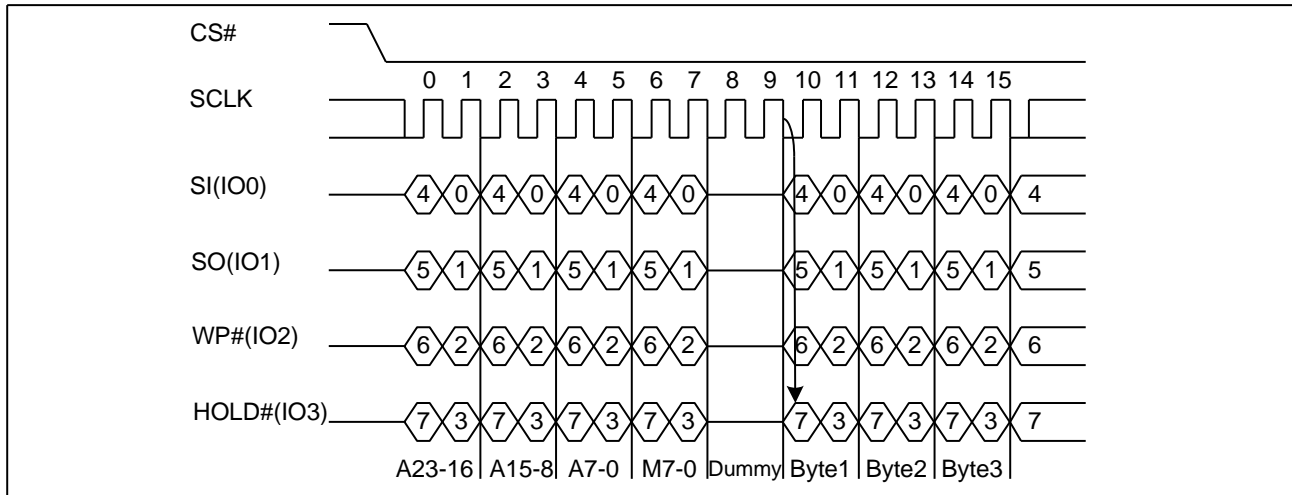 CS#
0 1 2 3 4 5 6 7 8 9 10 11 12 13 14 15
SCLK
SI(IO0) 4 0 4 0 4 0 4 0 4 0 4 0 4 0 4
SO(IO1) 5 1 5 1 5 1 5 1 5 1 5 1 5 1 5
WP#(IO2) 6 2 6 2 6 2 6 2 6 2 6 2 6 2 6
HOLD#(IO3) 7 3 7 3 7 3 7 3 7 3 7 3 7 3 7
A23-16 A15-8 A7-0 M7-0 Dummy Byte1 Byte2 Byte3